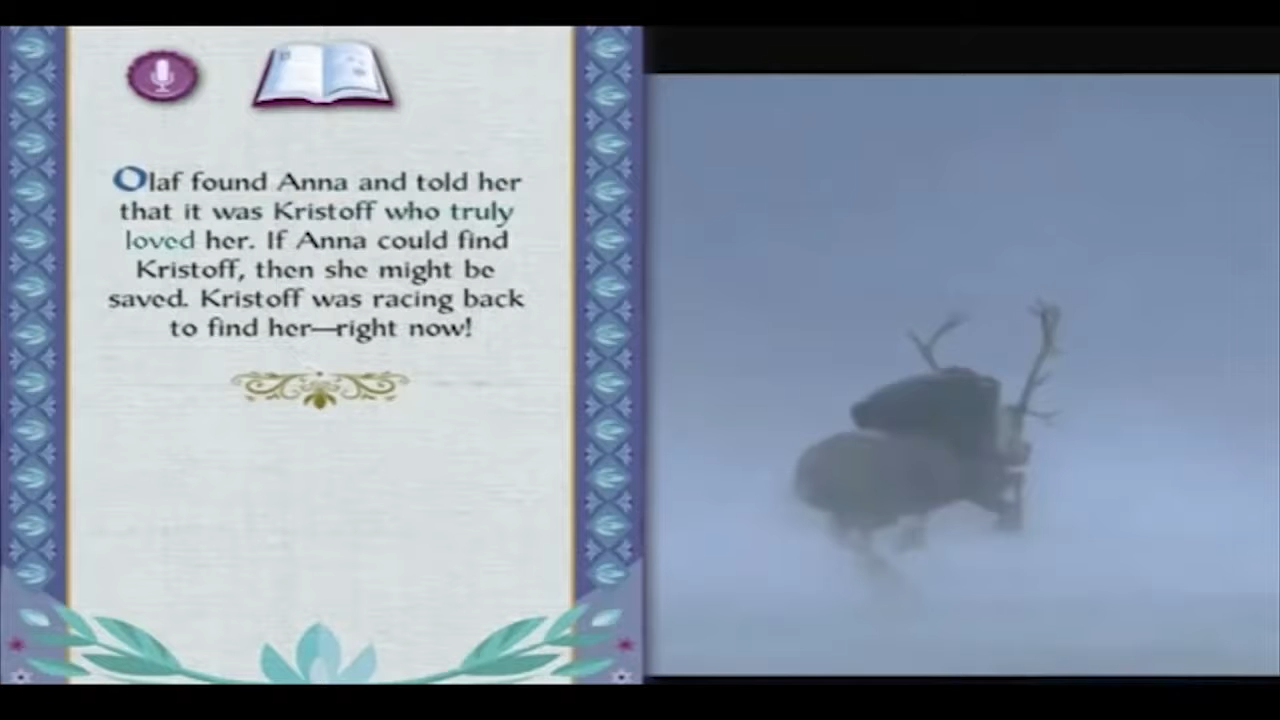 Olaf found Anna and told her
that it was Kristoff who truly
loved her. If Anna could find
Kristoff, then she might be
saved. Kristoff was racing back
to find her—right now!